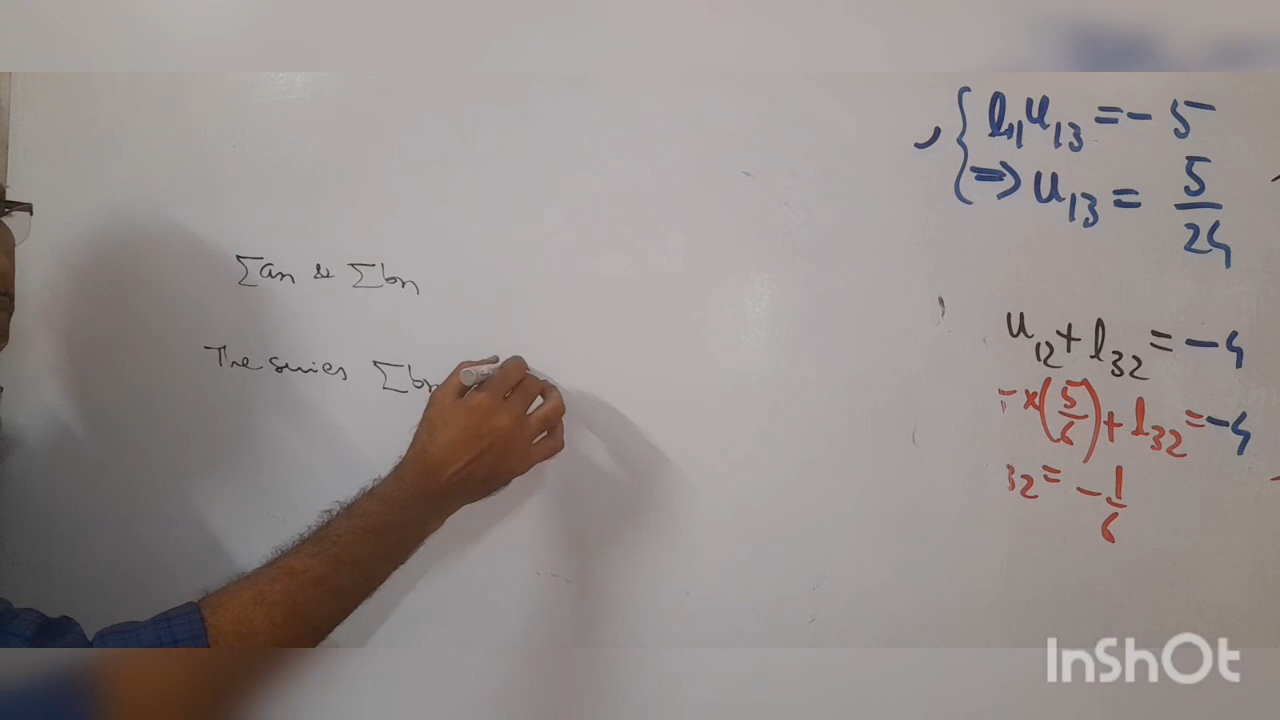 ∑an & ∑bn
The series ∑bn
, { l11u13 = - 5
=> u13 = 5/24
u12 + l32 = -4
x(5/6) + l32 = -4
32 = -1/6
InShOt